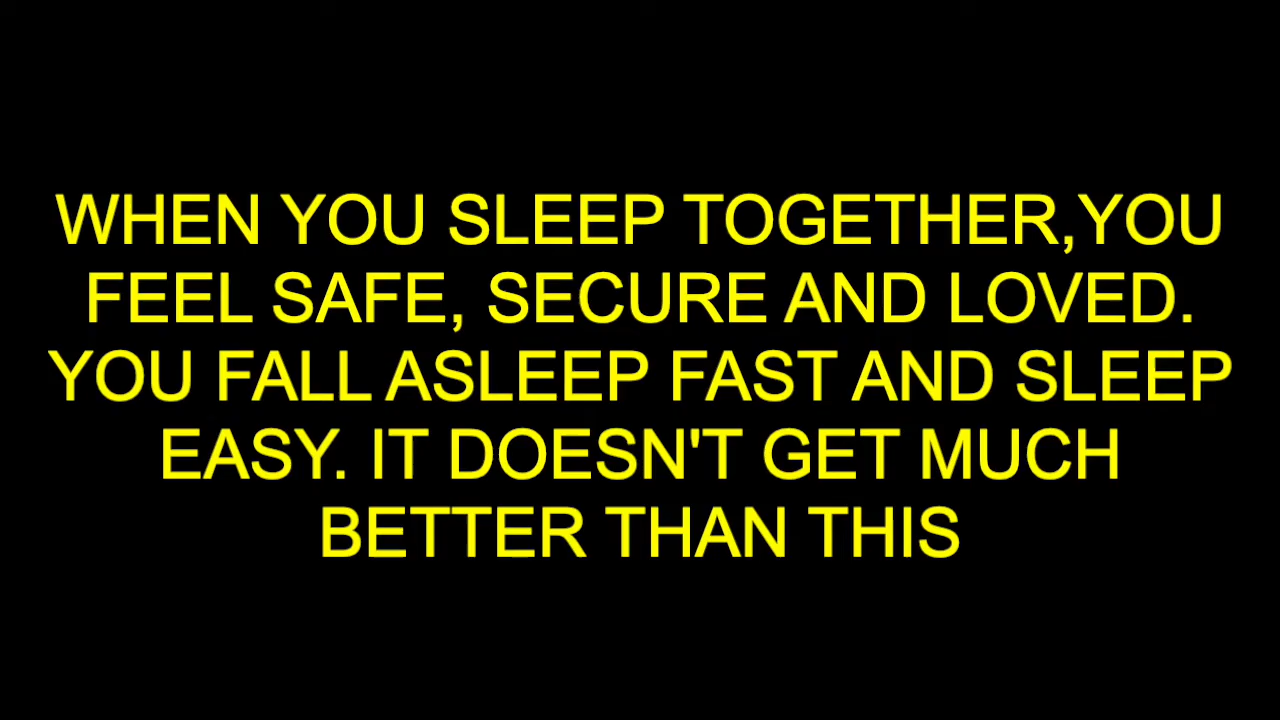 WHEN YOU SLEEP TOGETHER,YOU
FEEL SAFE, SECURE AND LOVED.
YOU FALL ASLEEP FAST AND SLEEP
EASY. IT DOESN'T GET MUCH
BETTER THAN THIS